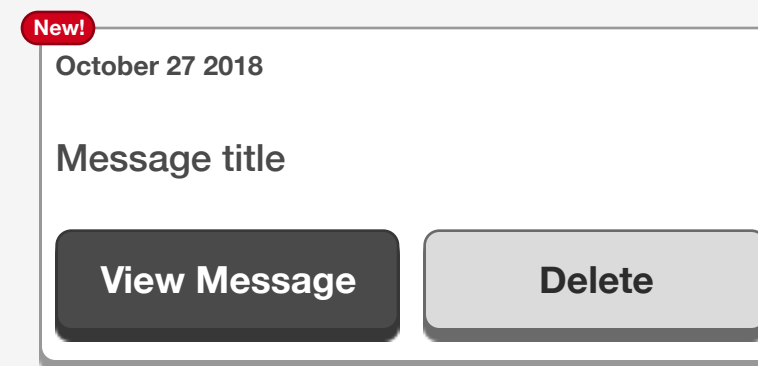 New!
October 27 2018
Message title
View Message
Delete